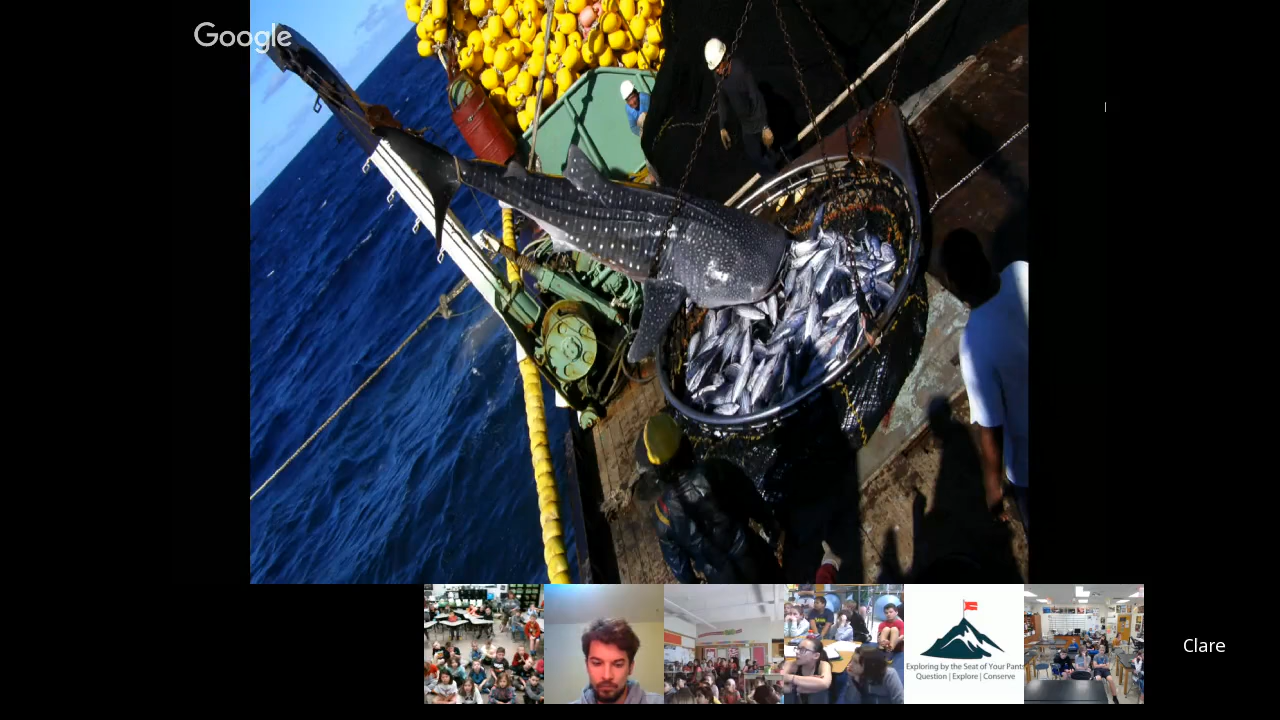 Google
Exploring by the Seat of Your Pants
Question | Explore | Conserve
Clare